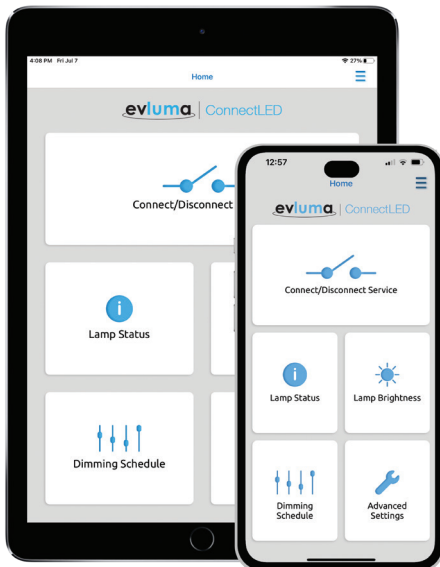 4:08 PM Fri Jul 7
27%
Home
evluma | ConnectLED
Connect/Disconnect
Lamp Status
Dimming Schedule
12:57
Home
evluma | ConnectLED
Connect/Disconnect Service
Lamp Status
Lamp Brightness
Dimming
Schedule
Advanced
Settings